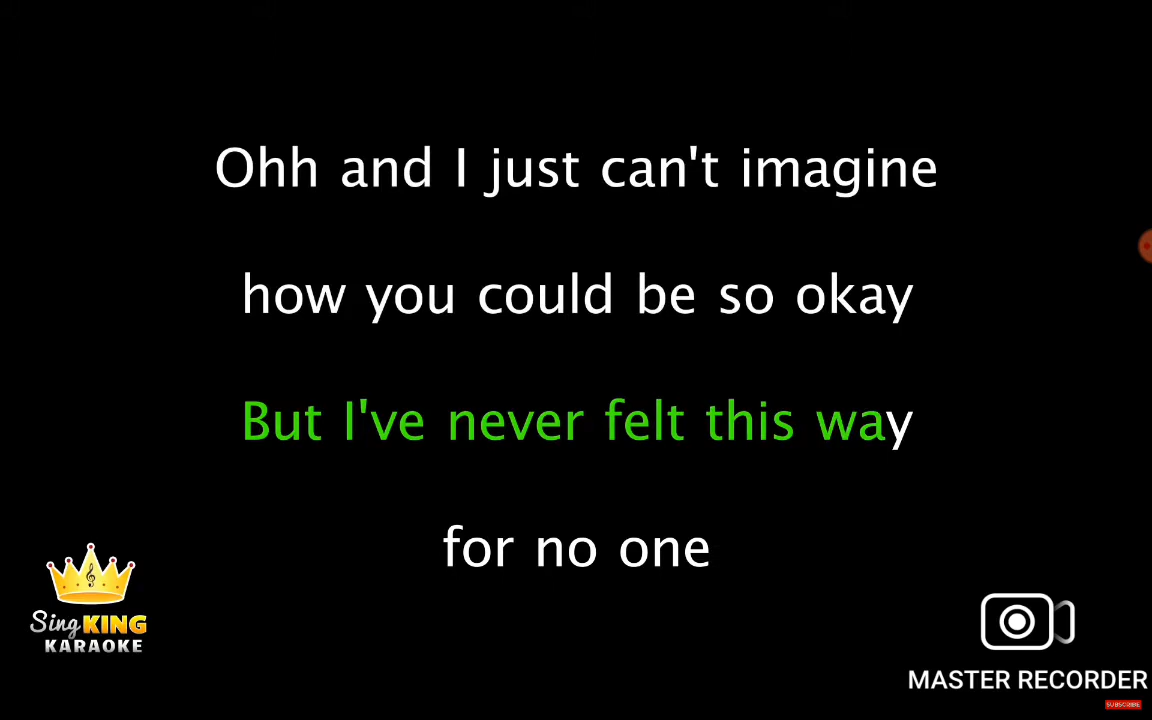 Ohh and I just can't imagine
how you could be so okay
But I've never felt this way
for no one
Sing KING
KARAOKE
MASTER RECORDER
SUBSCRIBE